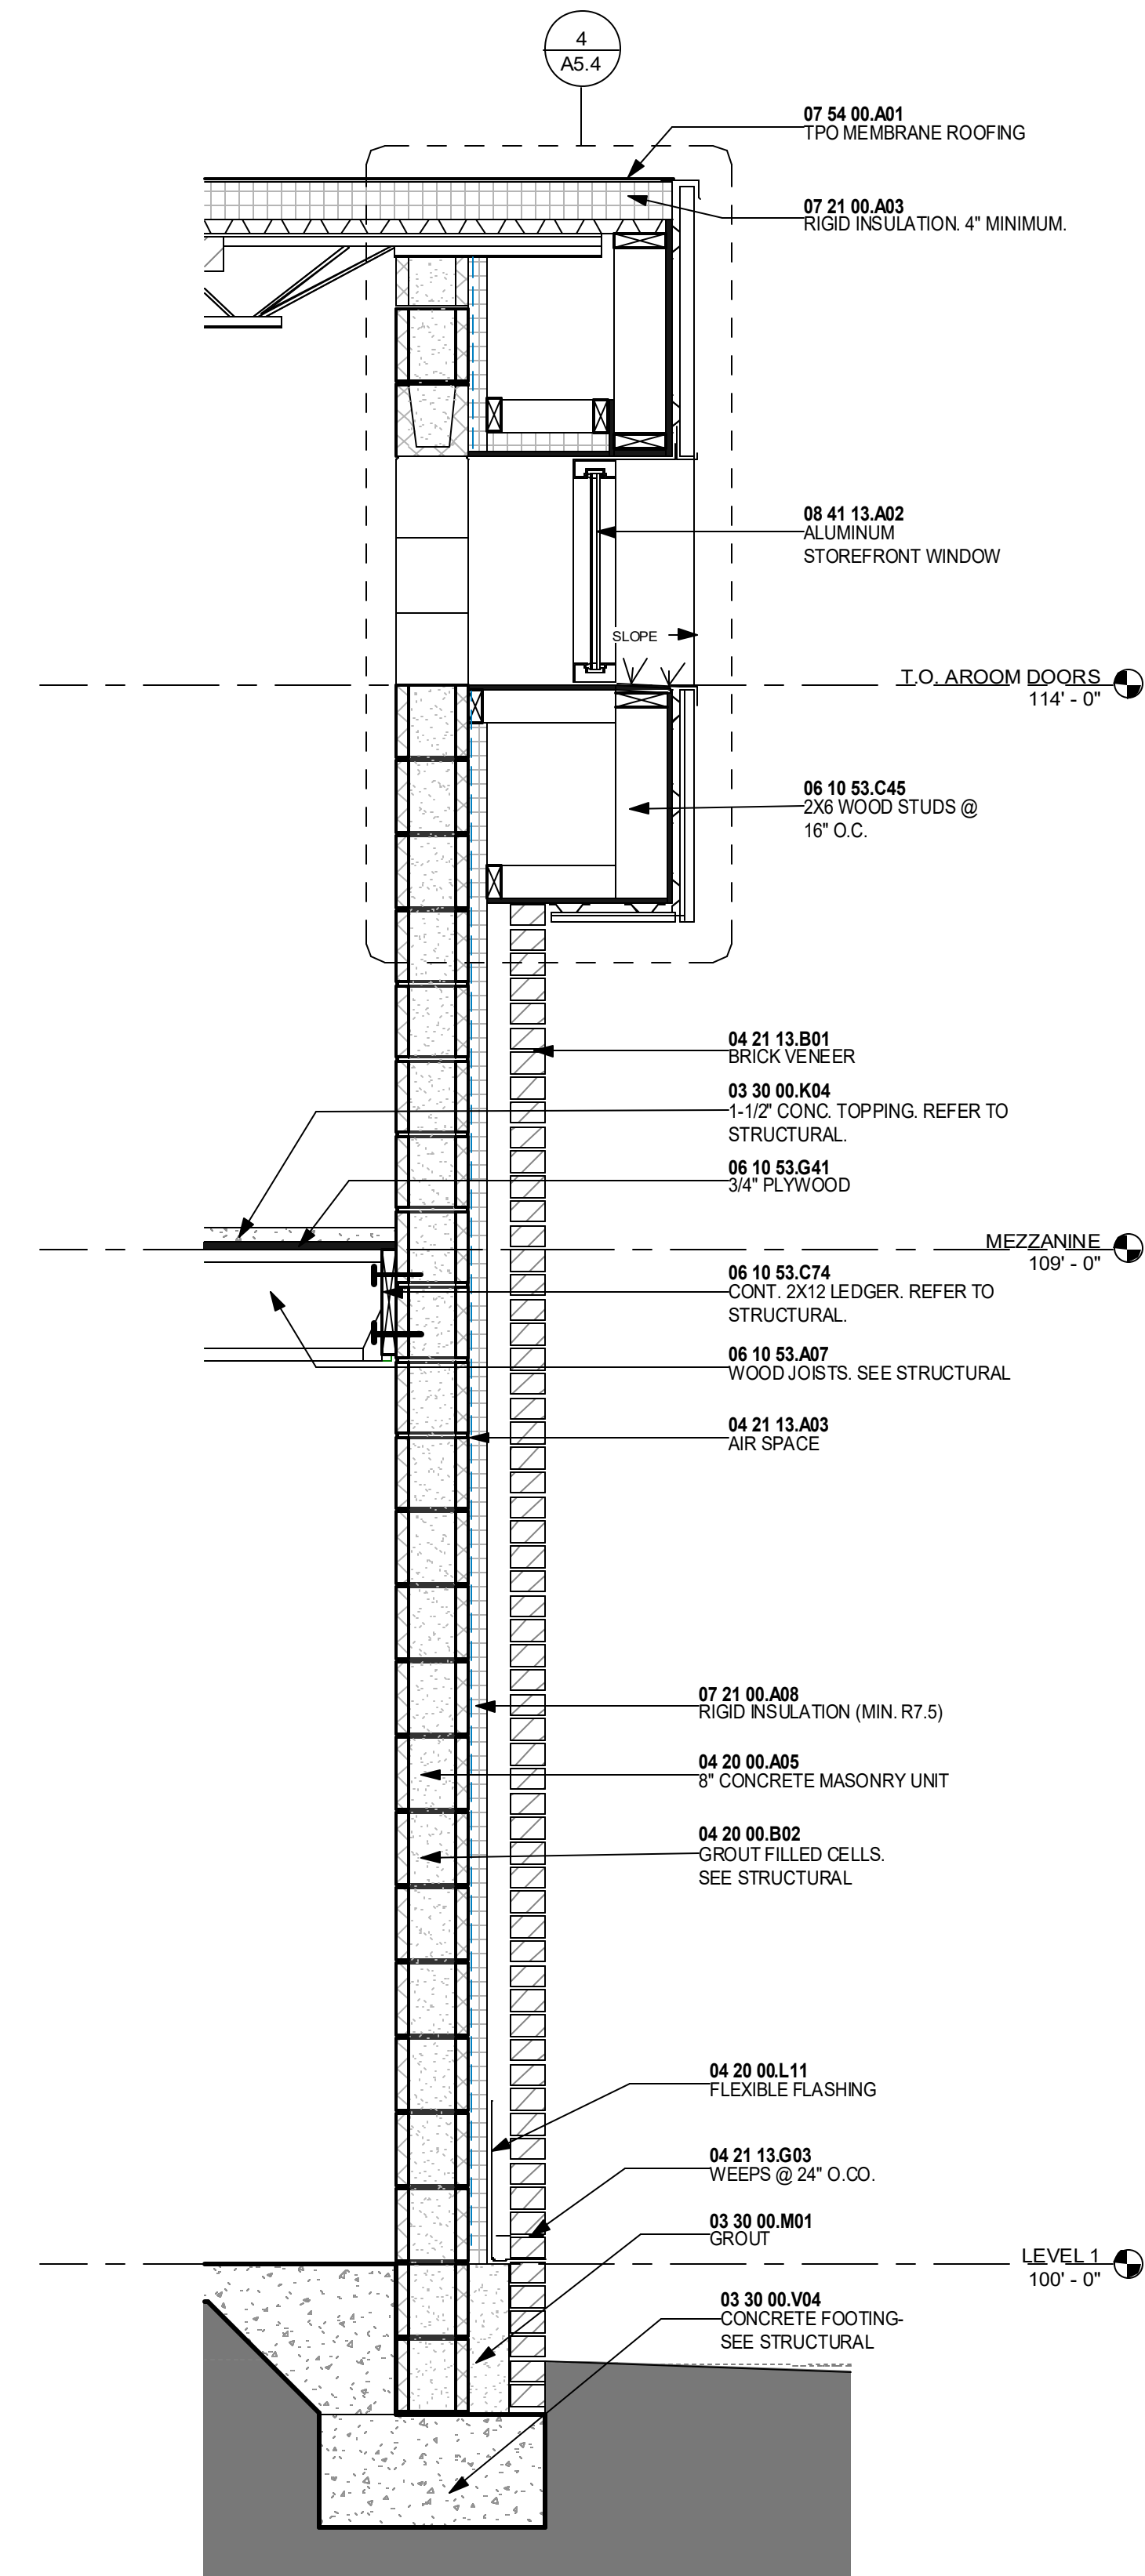 4
A5.4
07 54 00.A01
TPO MEMBRANE ROOFING
07 21 00.A03
RIGID INSULATION. 4" MINIMUM.
08 41 13.A02
ALUMINUM
STOREFRONT WINDOW
SLOPE
T.O. AROOM DOORS
114' - 0"
06 10 53.C45
2X6 WOOD STUDS @
16" O.C.
04 21 13.B01
BRICK VENEER
03 30 00.K04
1-1/2" CONC. TOPPING. REFER TO
STRUCTURAL.
06 10 53.G41
3/4" PLYWOOD
MEZZANINE
109' - 0"
06 10 53.C74
CONT. 2X12 LEDGER. REFER TO
STRUCTURAL.
06 10 53.A07
WOOD JOISTS. SEE STRUCTURAL
04 21 13.A03
AIR SPACE
07 21 00.A08
RIGID INSULATION (MIN. R7.5)
04 20 00.A05
8" CONCRETE MASONRY UNIT
04 20 00.B02
GROUT FILLED CELLS.
SEE STRUCTURAL
04 20 00.L11
FLEXIBLE FLASHING
04 21 13.G03
WEEPS @ 24" O.CO.
03 30 00.M01
GROUT
LEVEL 1
100' - 0"
03 30 00.V04
CONCRETE FOOTING-
SEE STRUCTURAL